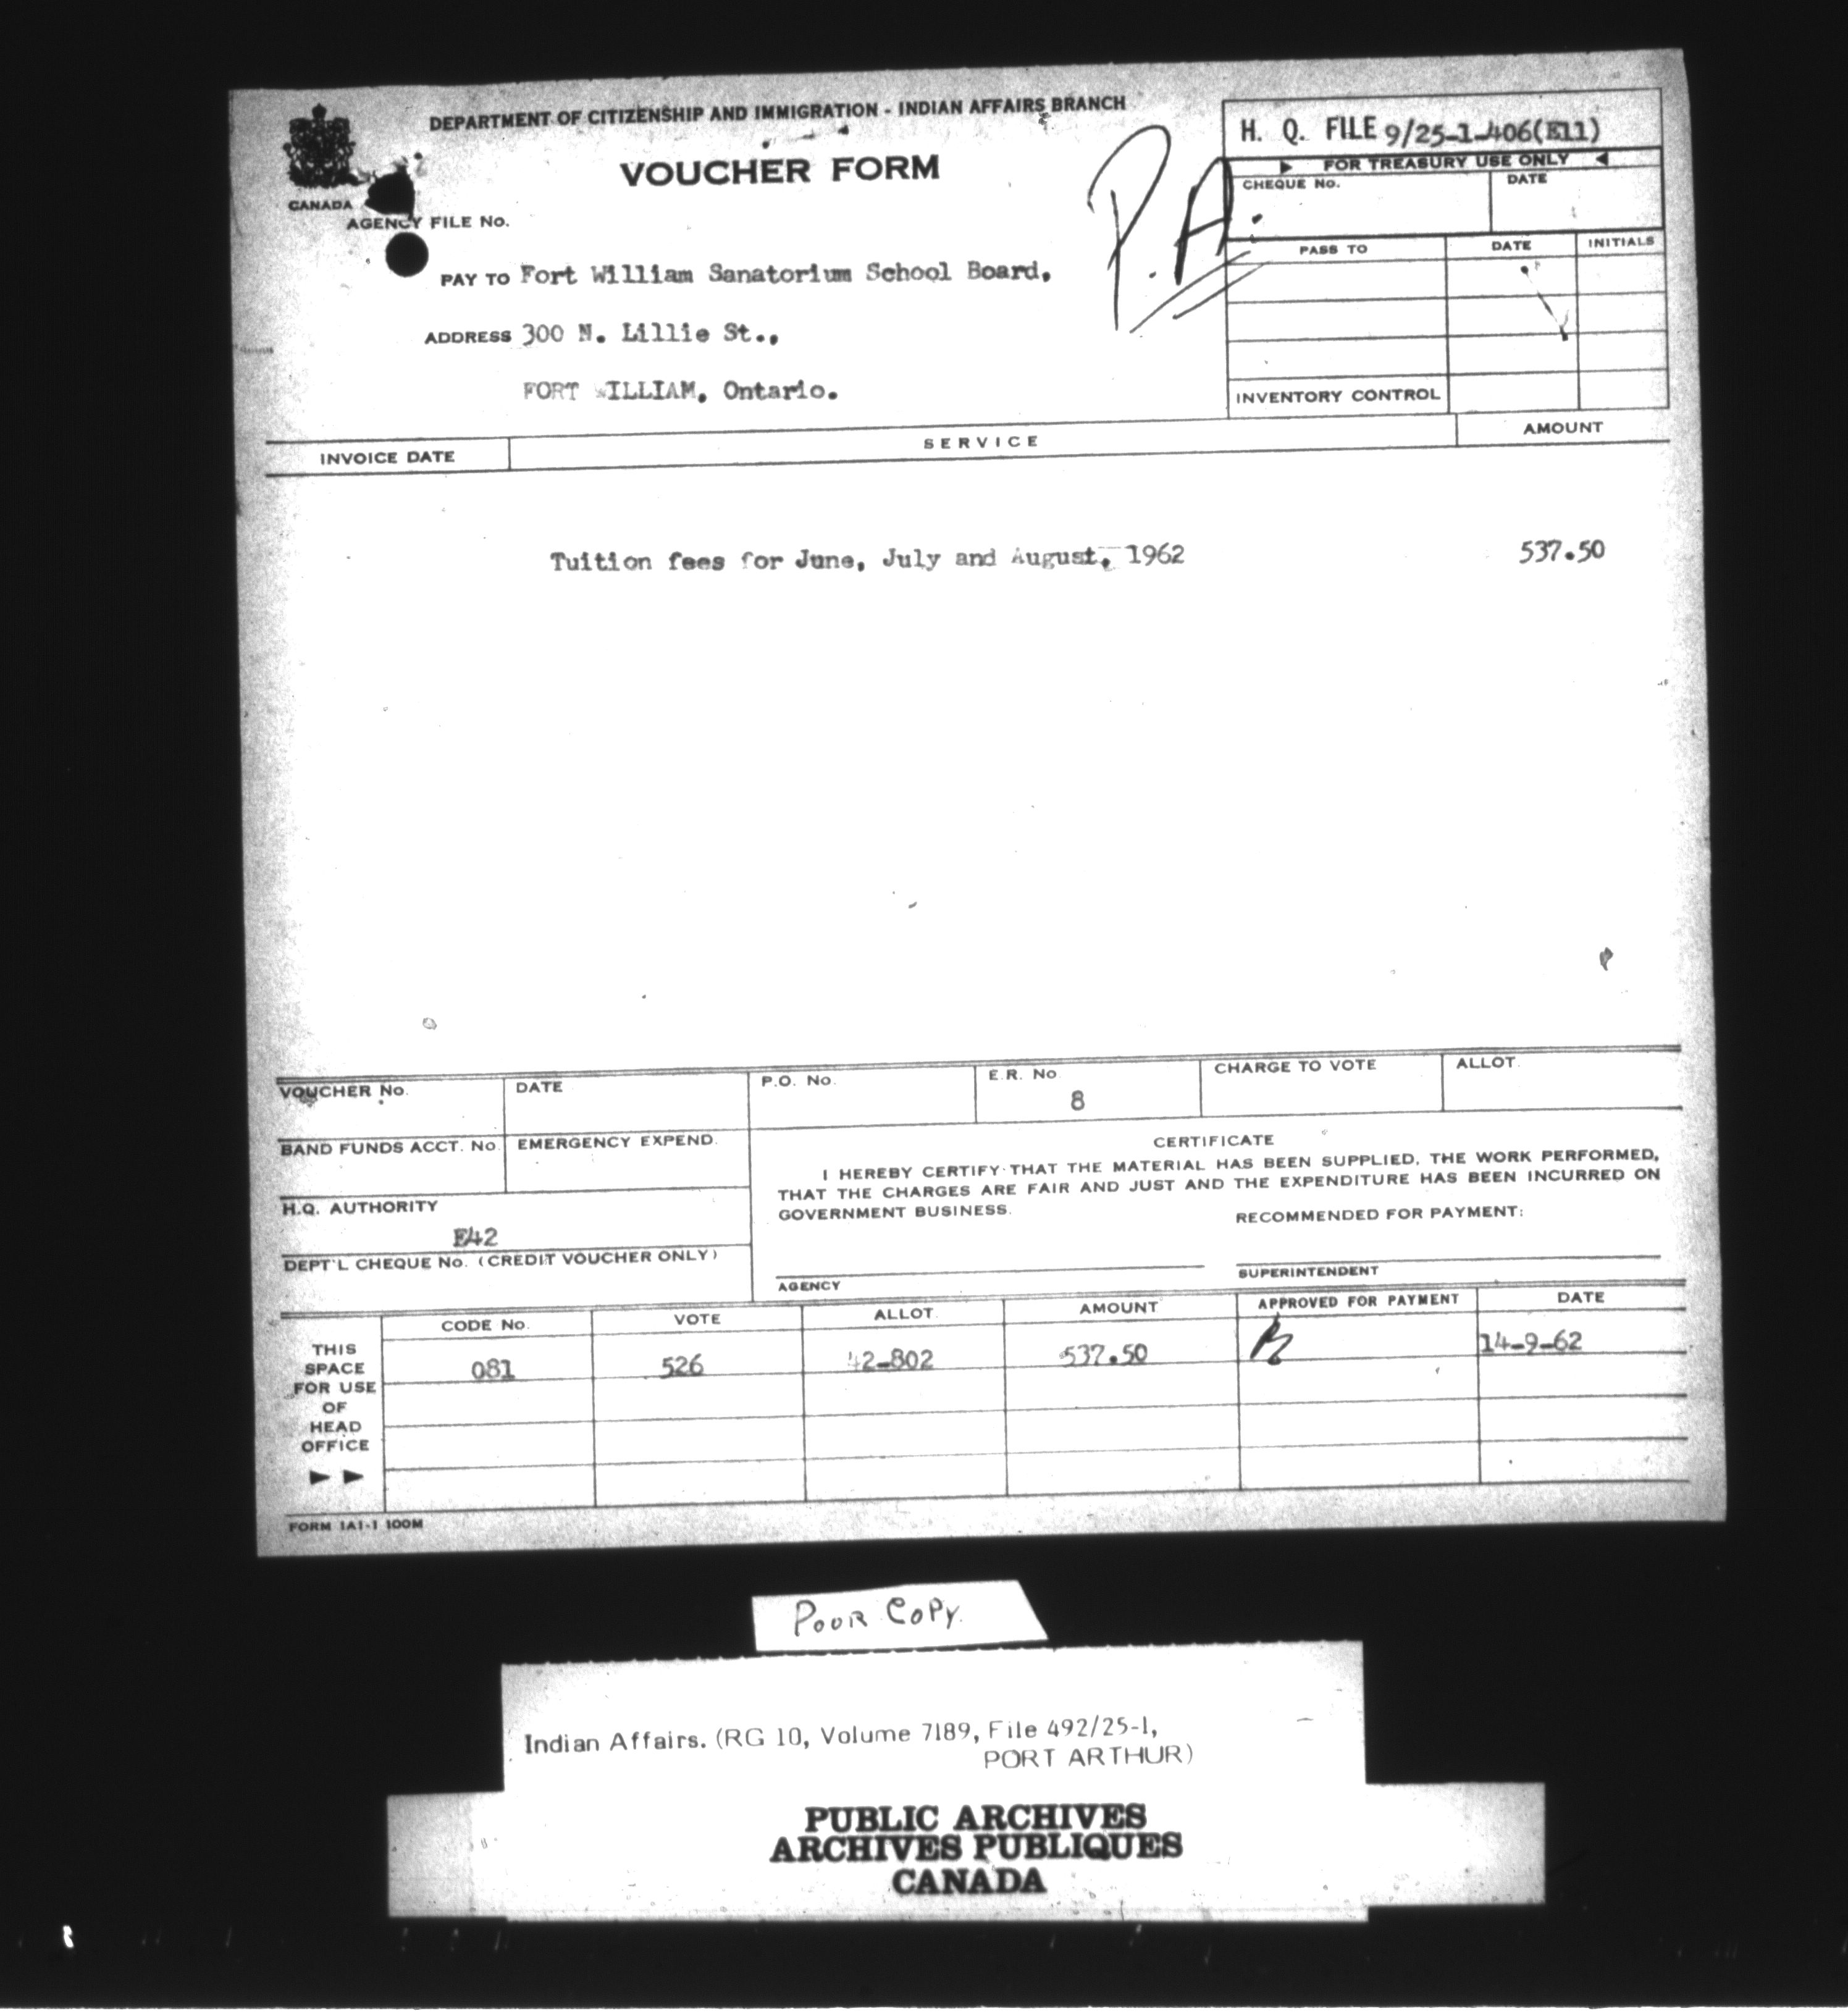 DEPARTMENT OF CITIZENSHIP AND IMMIGRATION - INDIAN AFFAIRS BRANCH
VOUCHER FORM
CANADA
AGENCY FILE No.
P.A.
H. Q. FILE 9/25-1-406(E11)
FOR TREASURY USE ONLY
CHEQUE No. DATE
PASS TO DATE INITIALS
INVENTORY CONTROL
PAY TO Fort William Sanatorium School Board,
ADDRESS 300 N. Lillie St.,
FORT WILLIAM, Ontario.
INVOICE DATE SERVICE AMOUNT
Tuition fees for June, July and August, 1962 537.50
VOUCHER No. DATE P.O. No. E.R. No. CHARGE TO VOTE ALLOT.
8
BAND FUNDS ACCT. No. EMERGENCY EXPEND.
CERTIFICATE
I HEREBY CERTIFY THAT THE MATERIAL HAS BEEN SUPPLIED, THE WORK PERFORMED,
THAT THE CHARGES ARE FAIR AND JUST AND THE EXPENDITURE HAS BEEN INCURRED ON
GOVERNMENT BUSINESS.
RECOMMENDED FOR PAYMENT:
H.Q. AUTHORITY
E42
DEPT'L CHEQUE No. (CREDIT VOUCHER ONLY)
AGENCY SUPERINTENDENT
THIS SPACE FOR USE OF HEAD OFFICE
CODE No. VOTE ALLOT. AMOUNT APPROVED FOR PAYMENT DATE
081 526 42-802 537.50 14-9-62
FORM 1A1-1 100M
POOR COPY.
Indian Affairs. (RG 10, Volume 7189, File 492/25-1,
PORT ARTHUR)
PUBLIC ARCHIVES
ARCHIVES PUBLIQUES
CANADA